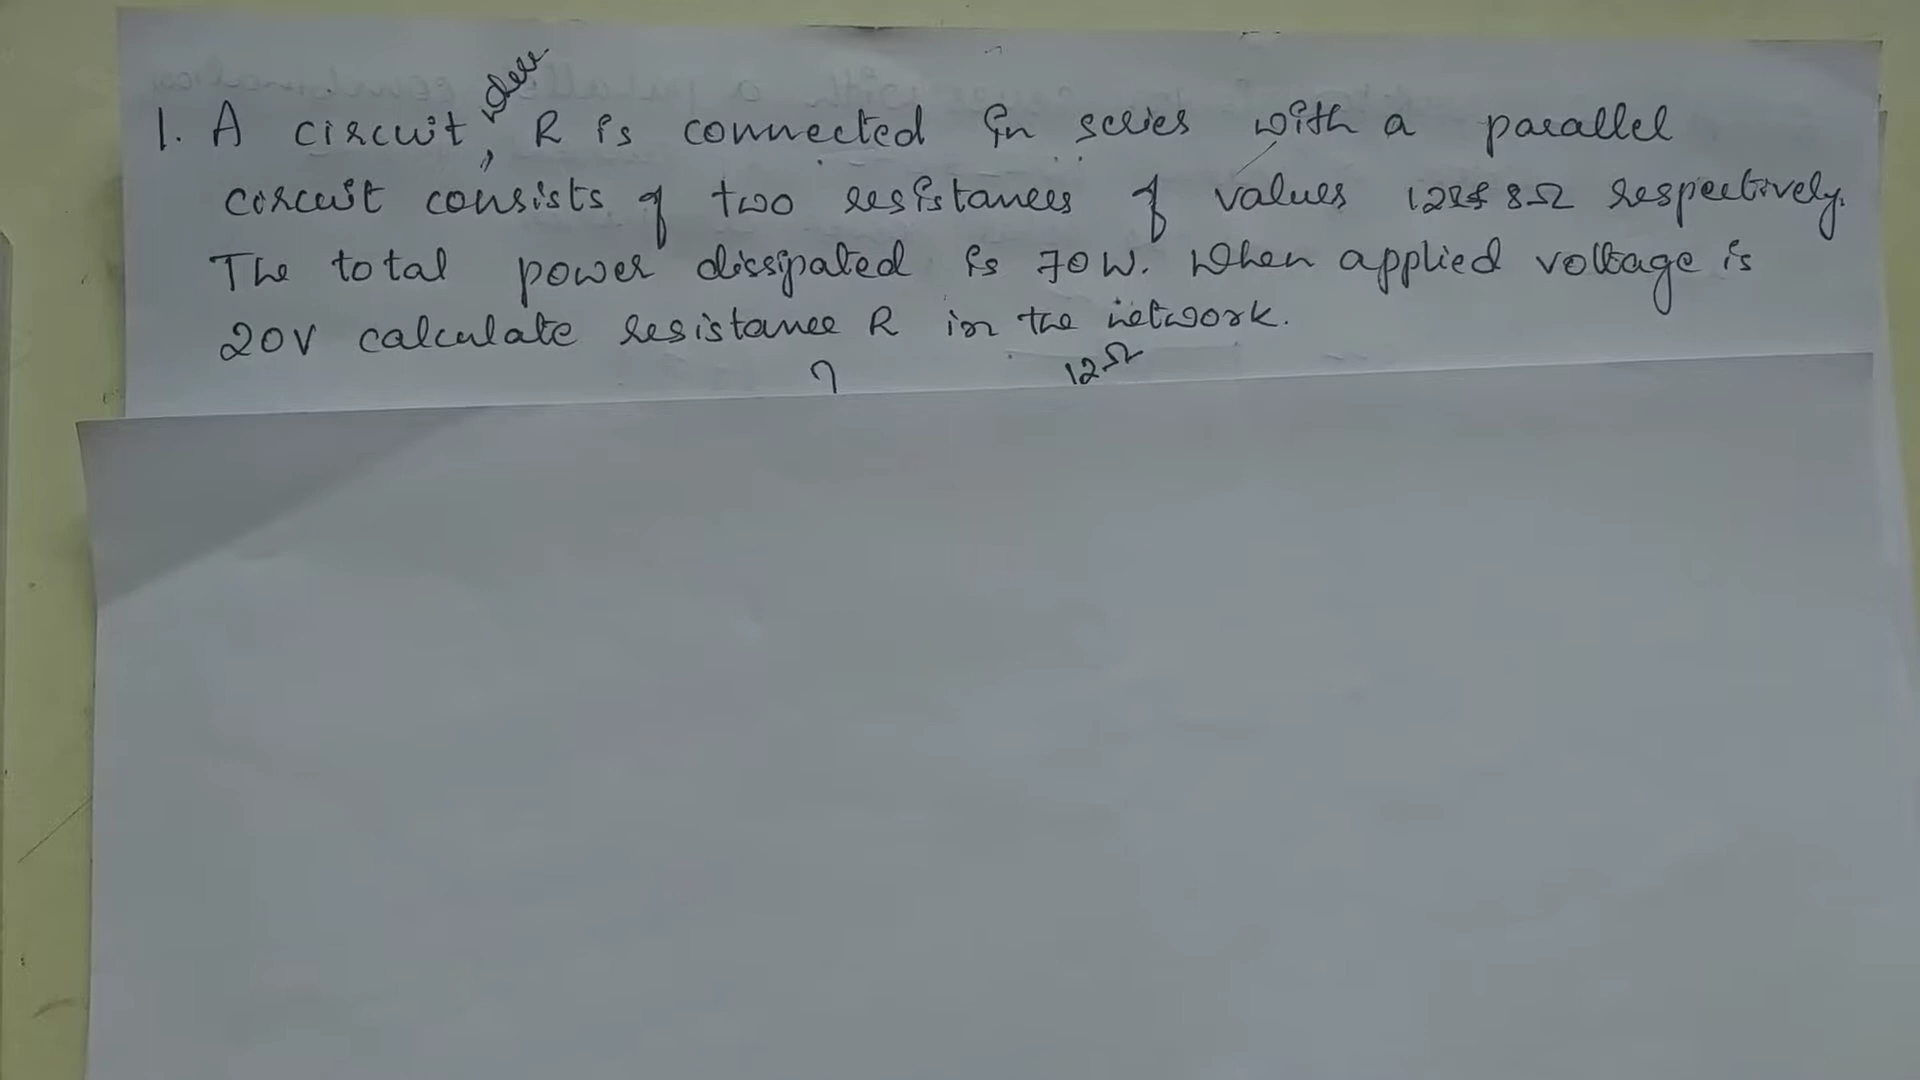 1. A circuit, where R is connected in series with a parallel
circuit consists of two resistances of values 12Ω & 8Ω respectively.
The total power dissipated is 70W. When applied voltage is
20V calculate resistance R in the network.
12Ω